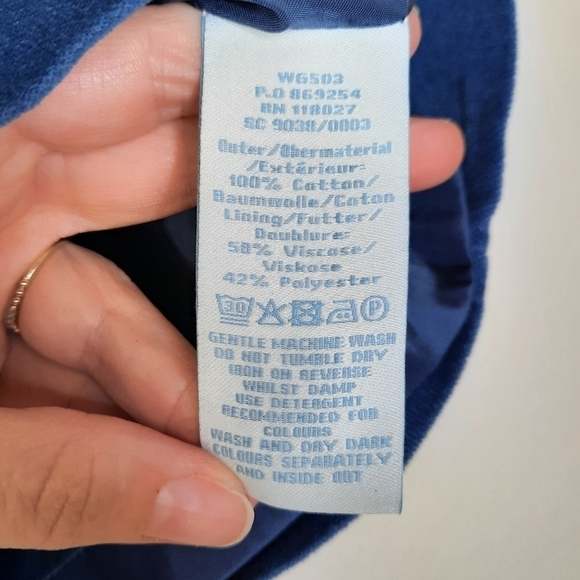 WG503
P.O 869254
RN 118027
SC 9038/0003
Outer/Obermaterial
/Extérieur:
100% Cotton/
Baumwolle/Coton
Lining/Futter/
Doublure:
58% Viscose/
Viskose
42% Polyester
30 P
GENTLE MACHINE WASH
DO NOT TUMBLE DRY
IRON ON REVERSE
WHILST DAMP
USE DETERGENT
RECOMMENDED FOR
COLOURS
WASH AND DRY DARK
COLOURS SEPARATELY
AND INSIDE OUT